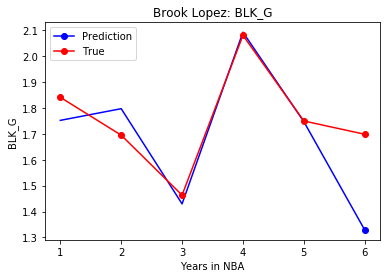 Brook Lopez: BLK_G
Prediction
True
BLK_G
2.1
2.0
1.9
1.8
1.7
1.6
1.5
1.4
1.3
1 2 3 4 5 6
Years in NBA